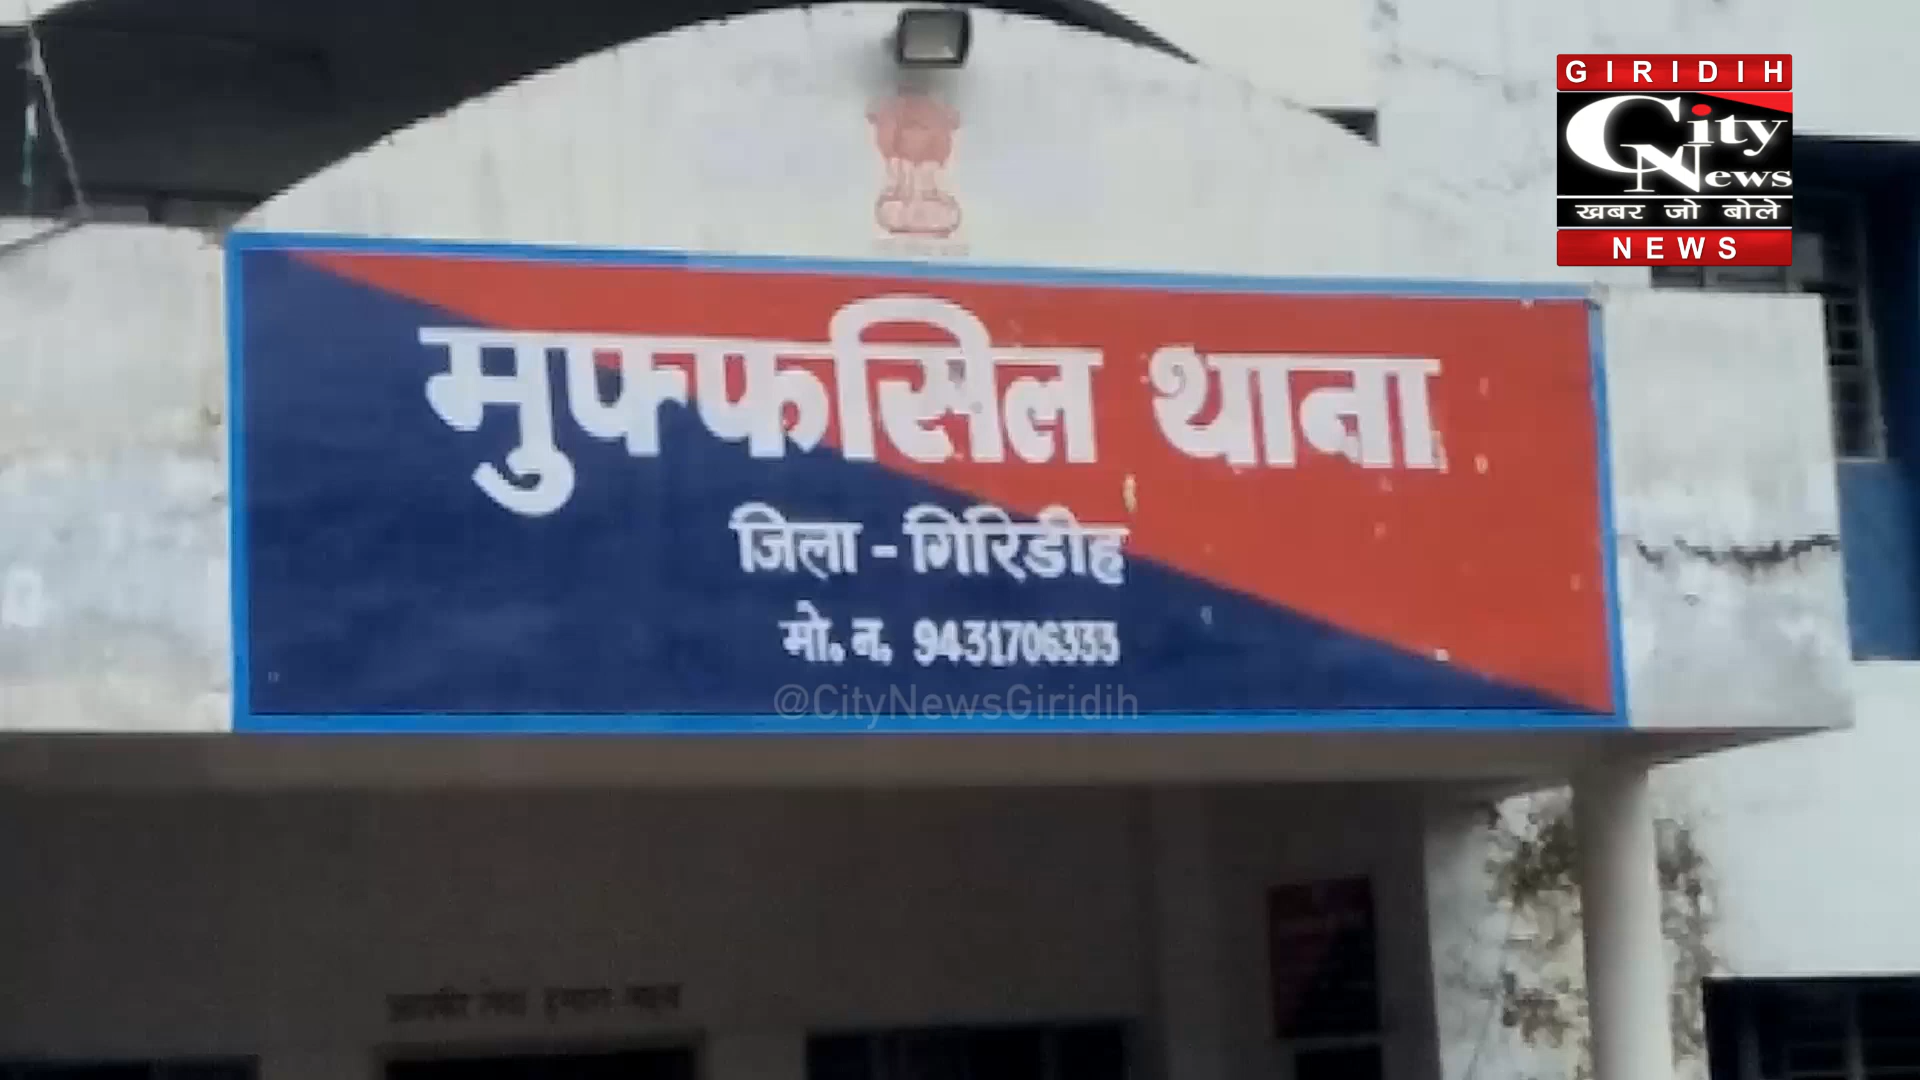 GIRIDIH
City
News
खबर जो बोले
NEWS
मुफ्फसिल थाना
जिला - गिरिडीह
मो. न. 9431706333
@CityNewsGiridih